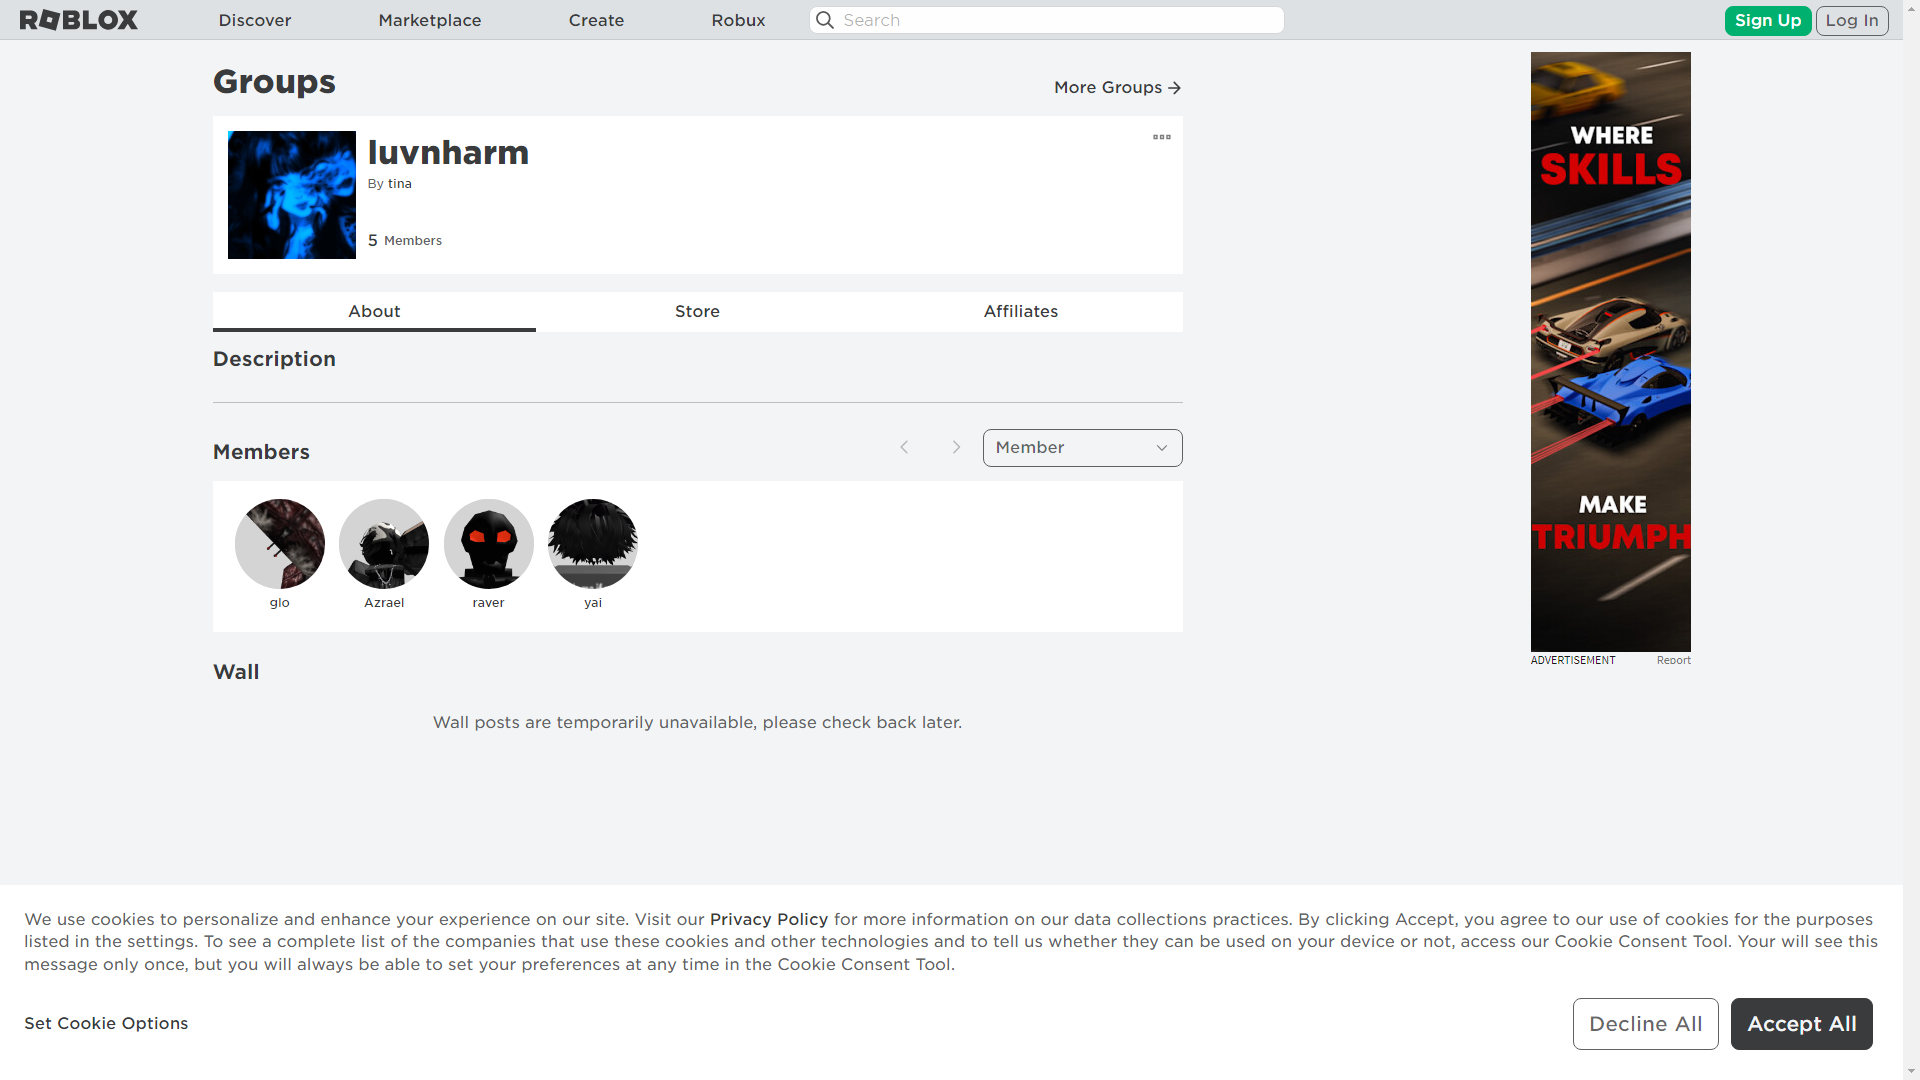 ROBLOX
Discover
Marketplace
Create
Robux
Search
Sign Up
Log In
Groups
More Groups
luvnharm
By tina
5 Members
About
Store
Affiliates
Description
Members
Member
glo
Azrael
raver
yai
Wall
Wall posts are temporarily unavailable, please check back later.
WHERE
SKILLS
MAKE
TRIUMPH
ADVERTISEMENT
Report
We use cookies to personalize and enhance your experience on our site. Visit our Privacy Policy for more information on our data collections practices. By clicking Accept, you agree to our use of cookies for the purposes
listed in the settings. To see a complete list of the companies that use these cookies and other technologies and to tell us whether they can be used on your device or not, access our Cookie Consent Tool. Your will see this
message only once, but you will always be able to set your preferences at any time in the Cookie Consent Tool.
Set Cookie Options
Decline All
Accept All